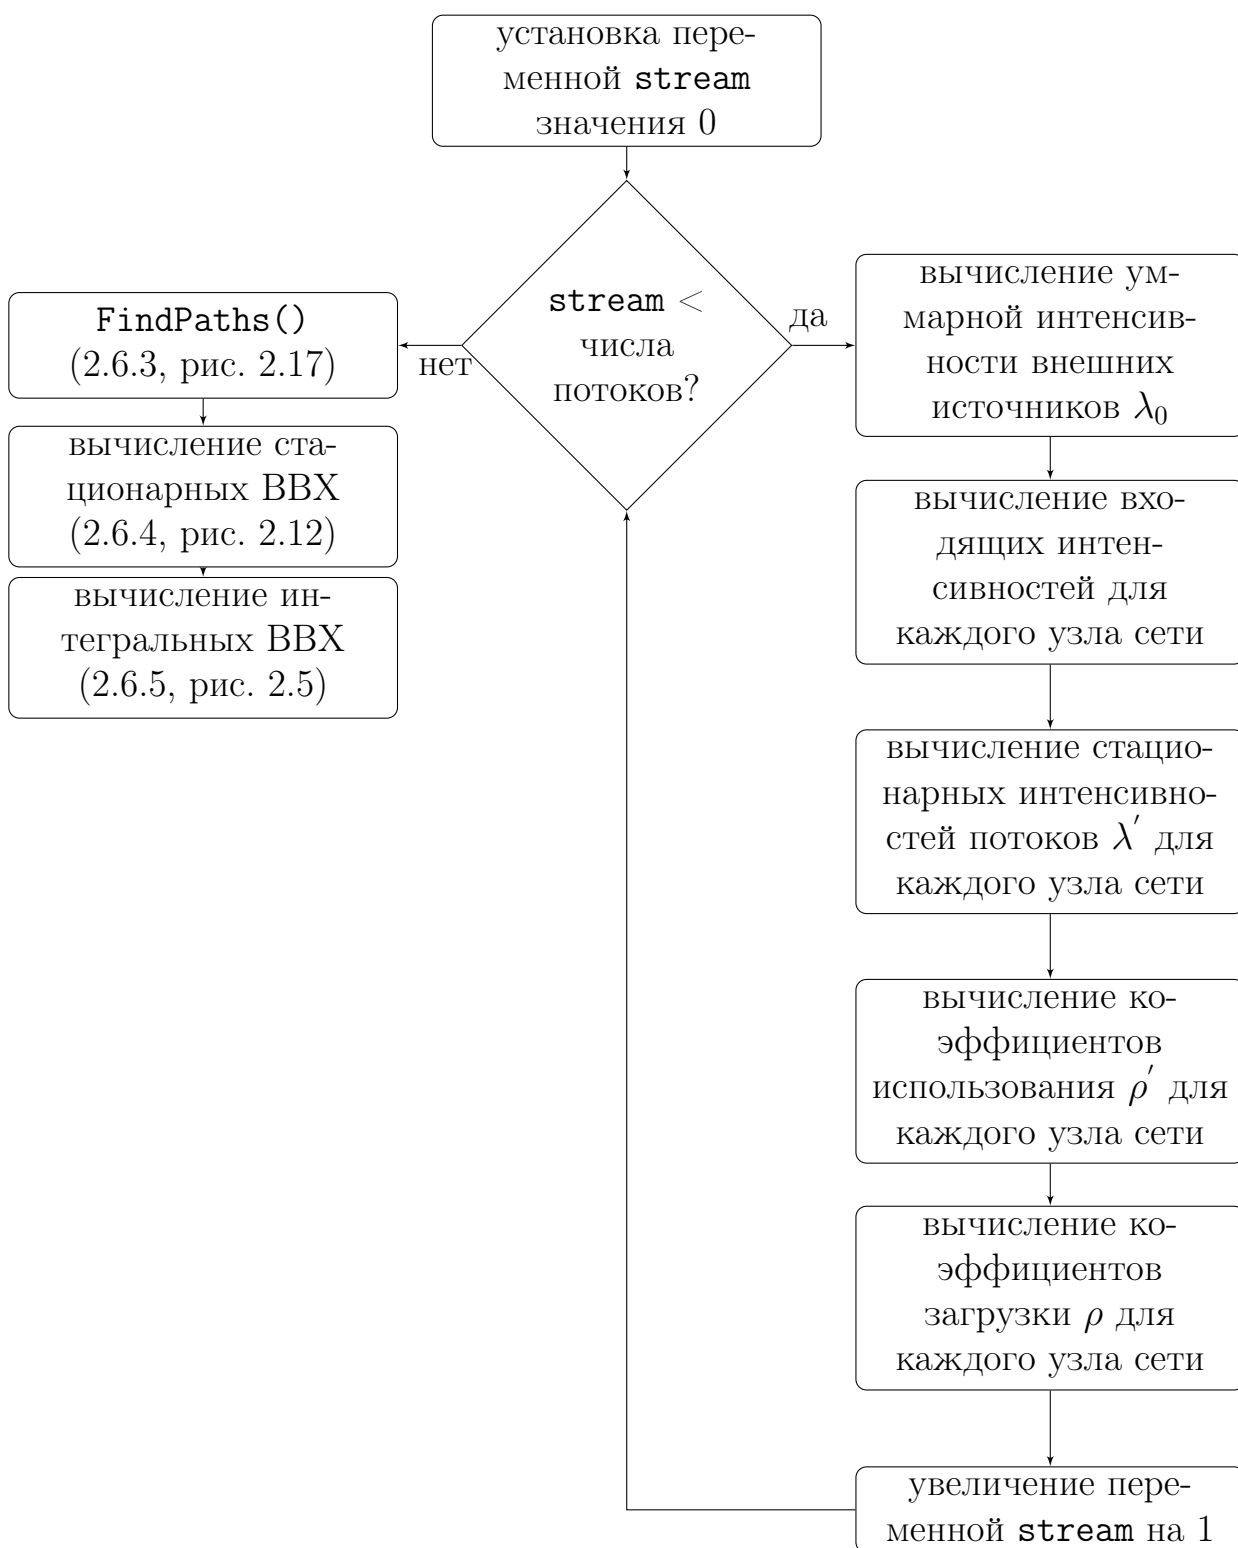 установка пере-
менной stream
значения 0
stream <
числа
потоков?
да
нет
FindPaths()
(2.6.3, рис. 2.17)
вычисление ста-
ционарных ВВХ
(2.6.4, рис. 2.12)
вычисление ин-
тегральных ВВХ
(2.6.5, рис. 2.5)
вычисление ум-
марной интенсив-
ности внешних
источников λ₀
вычисление вхо-
дящих интен-
сивностей для
каждого узла сети
вычисление стацио-
нарных интенсивно-
стей потоков λ′ для
каждого узла сети
вычисление ко-
эффициентов
использования ρ′ для
каждого узла сети
вычисление ко-
эффициентов
загрузки ρ для
каждого узла сети
увеличение пере-
менной stream на 1